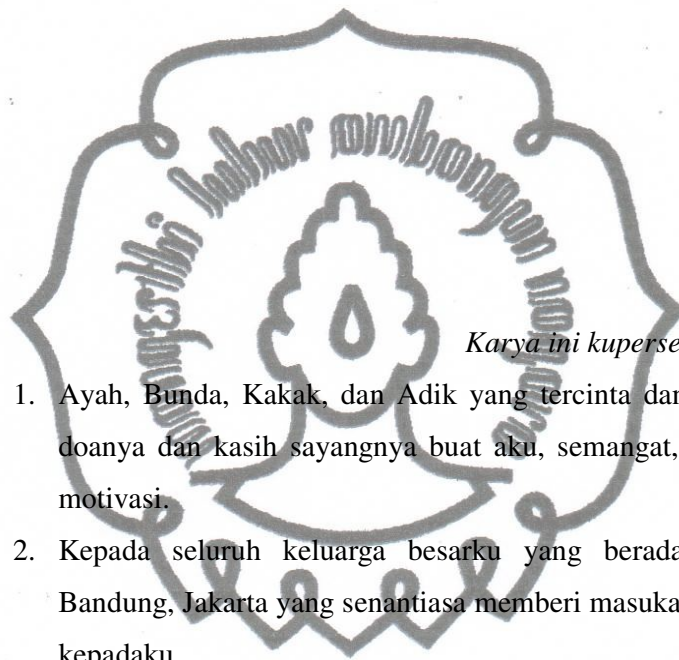 Karya ini kuperse
1. Ayah, Bunda, Kakak, dan Adik yang tercinta dan
doanya dan kasih sayangnya buat aku, semangat,
motivasi.
2. Kepada seluruh keluarga besarku yang berada
Bandung, Jakarta yang senantiasa memberi masuka
kepadaku